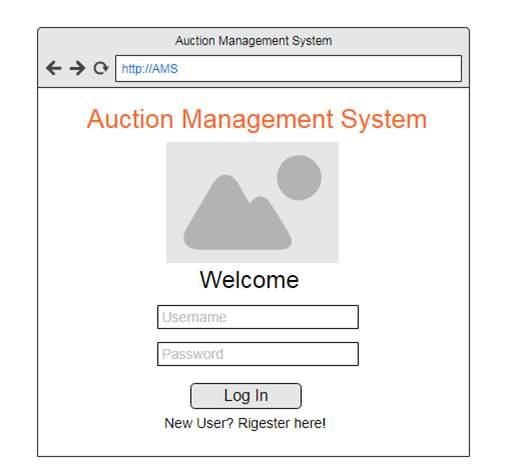 Auction Management System
http://AMS
Auction Management System
Welcome
Username
Password
Log In
New User? Rigester here!